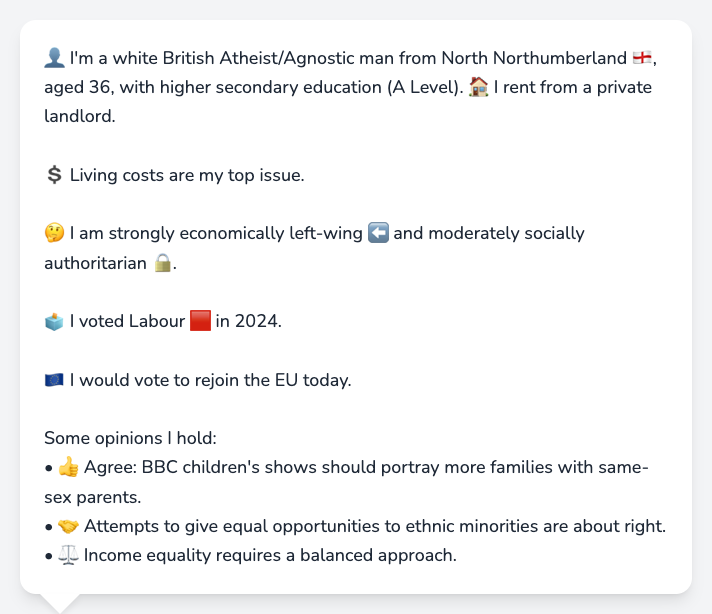 👤 I'm a white British Atheist/Agnostic man from North Northumberland 🏴󠁧󠁢󠁥󠁮󠁧󠁿,
aged 36, with higher secondary education (A Level). 🏠 I rent from a private
landlord.
💲 Living costs are my top issue.
🤔 I am strongly economically left-wing ⬅️ and moderately socially
authoritarian 🔒.
🗳️ I voted Labour 🟥 in 2024.
🇪🇺 I would vote to rejoin the EU today.
Some opinions I hold:
• 👍 Agree: BBC children's shows should portray more families with same-
sex parents.
• 🤝 Attempts to give equal opportunities to ethnic minorities are about right.
• ⚖️ Income equality requires a balanced approach.